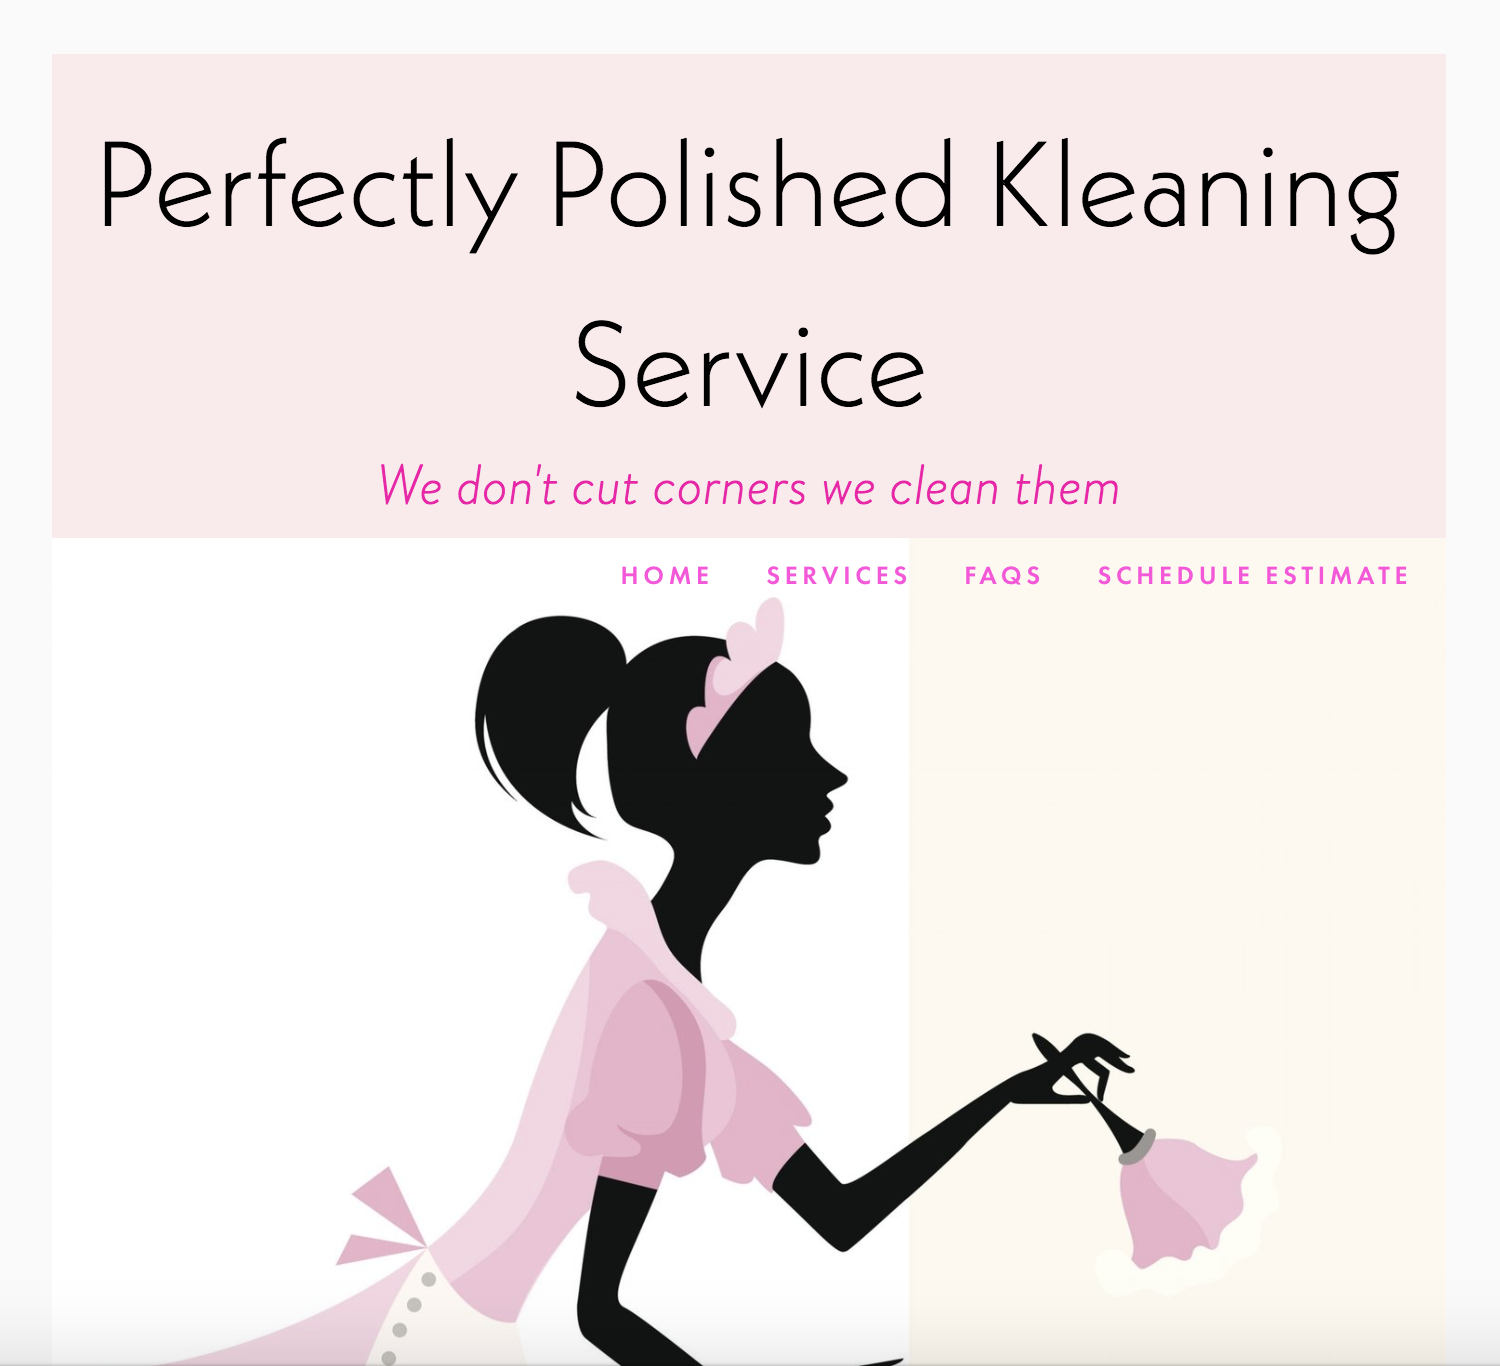 Perfectly Polished Kleaning
Service
We don't cut corners we clean them
HOME SERVICES FAQS SCHEDULE ESTIMATE